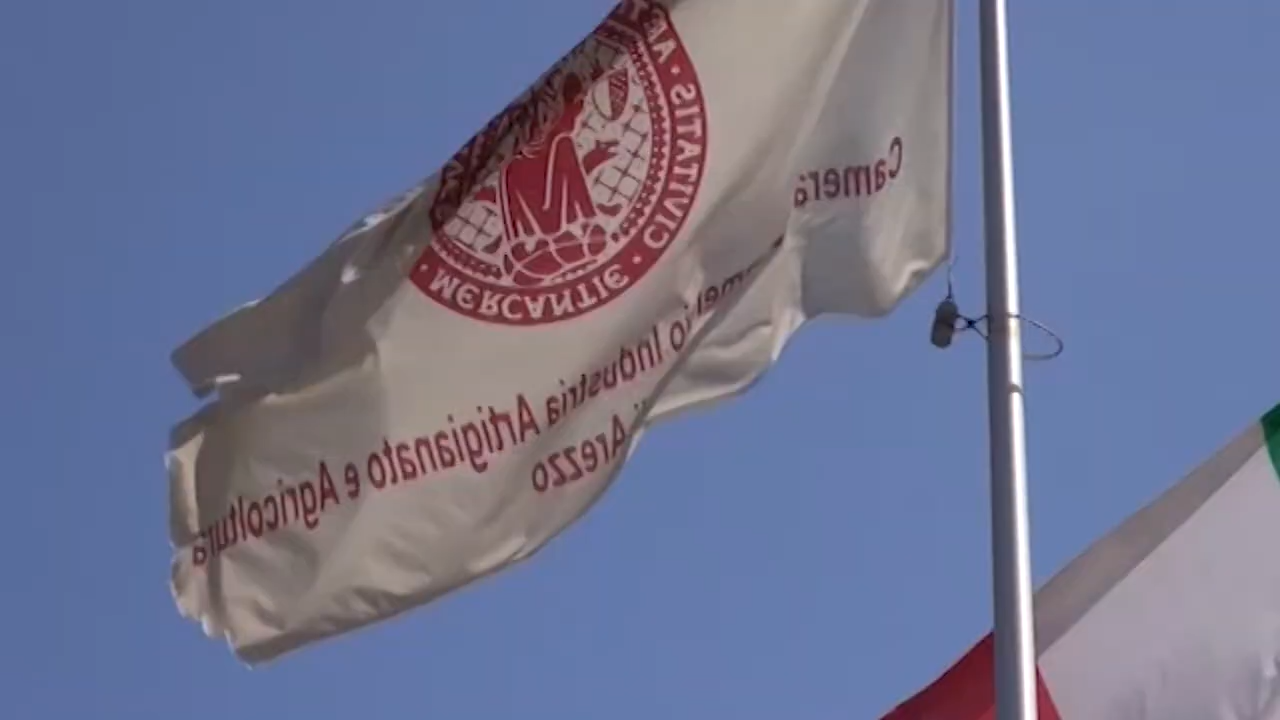 MERCANTIE · CIVITATIS ·
Camera
Industria Artigianato e Agricoltura
Arezzo